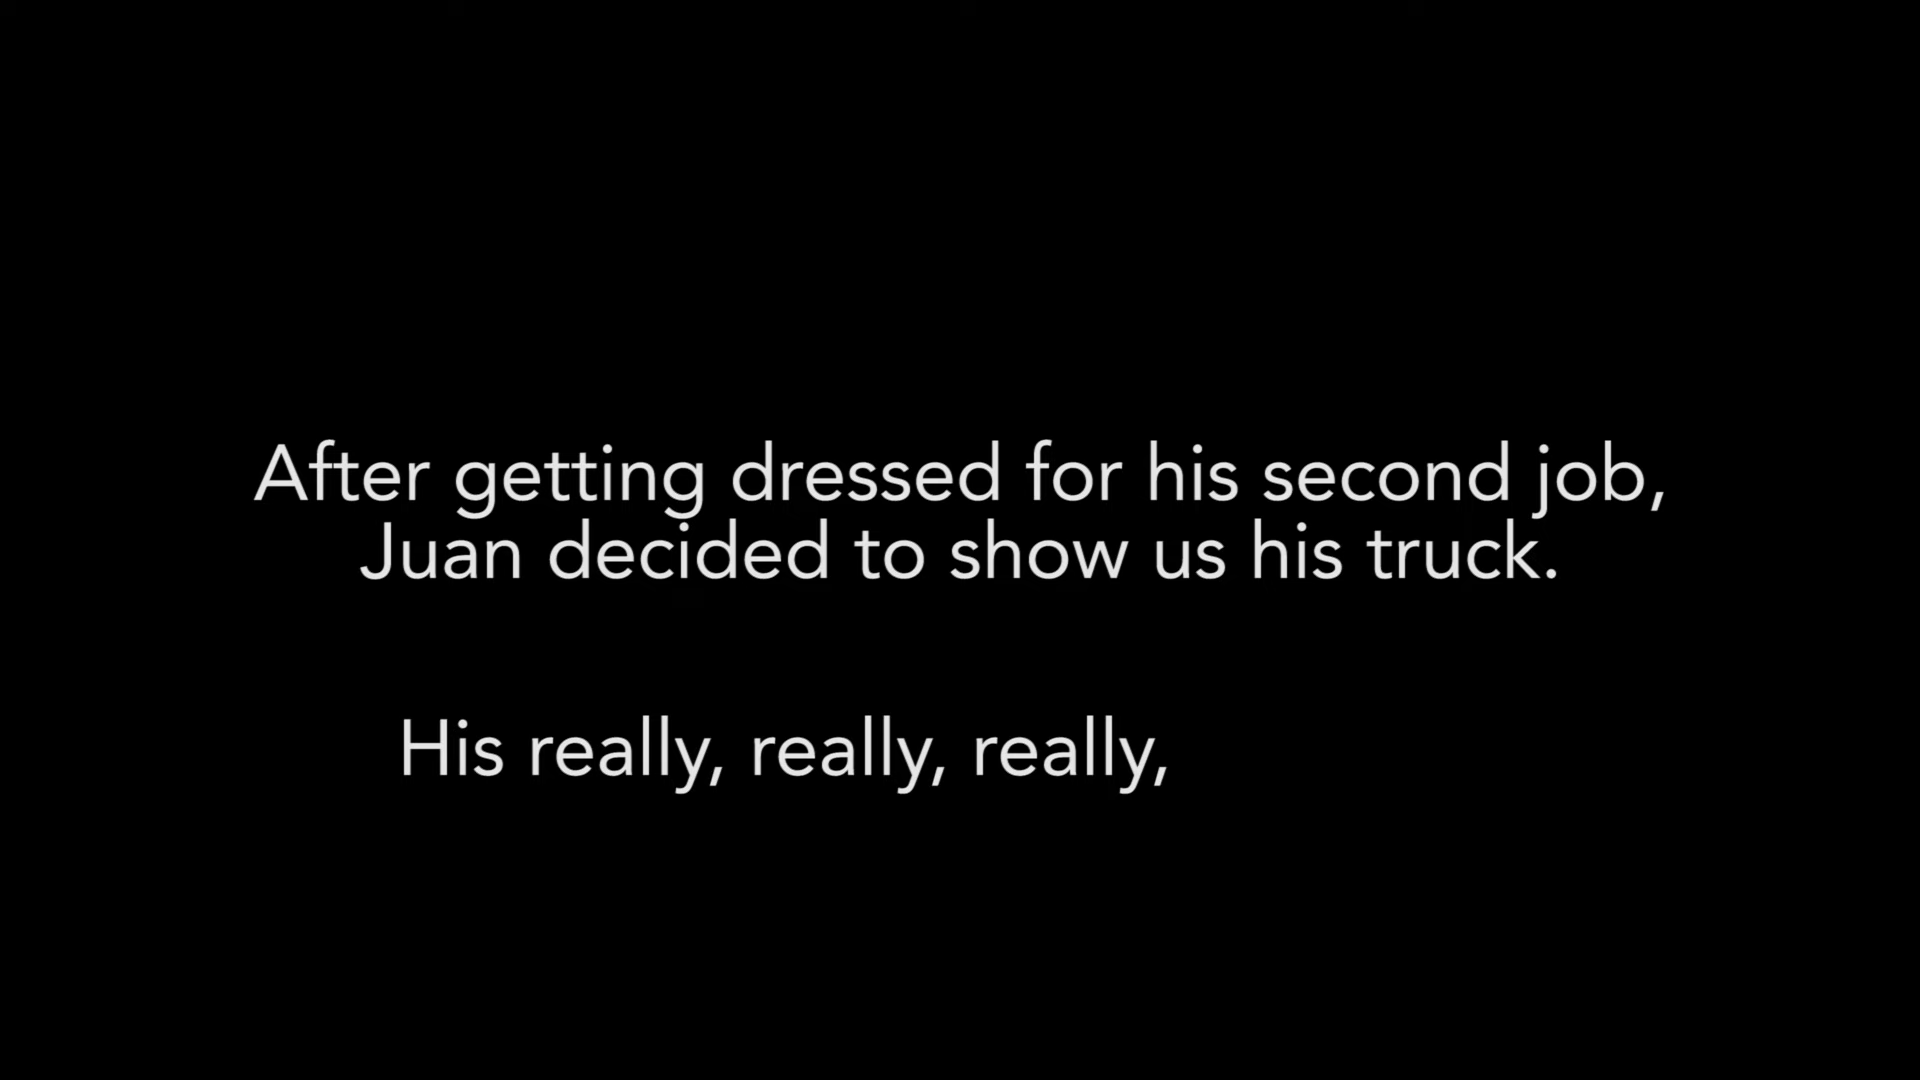 After getting dressed for his second job,
Juan decided to show us his truck.
His really, really, really,